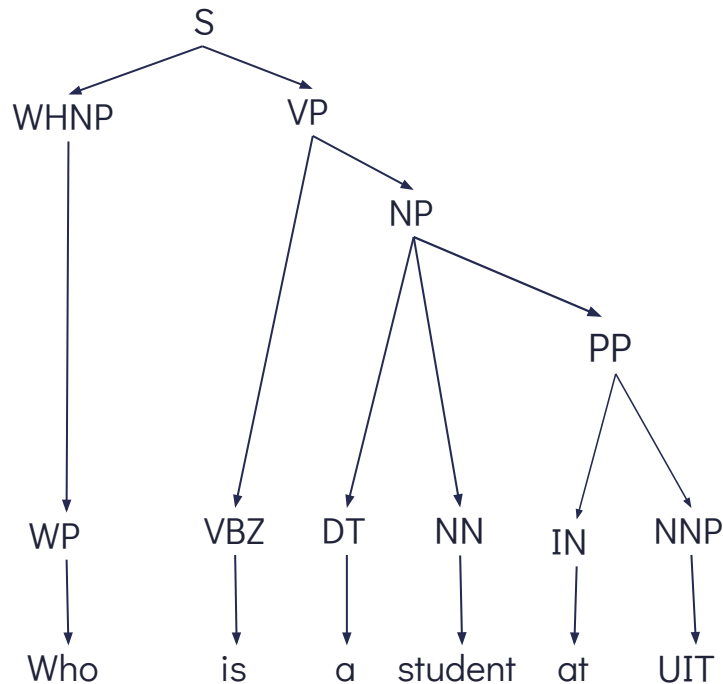 S
WHNP VP
NP
PP
WP VBZ DT NN IN NNP
Who is a student at UIT